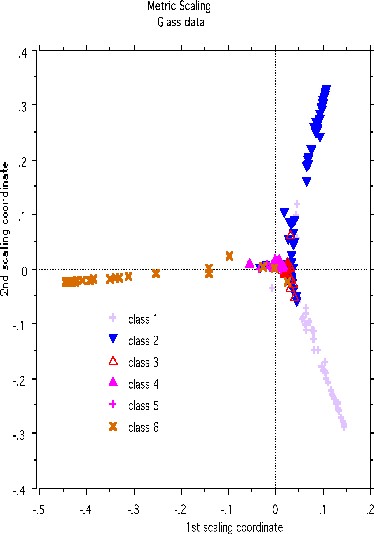 Metric Scaling
Glass data
.4
.3
.2
.1
0
-.1
-.2
-.3
-.4
2nd scaling coordinate
class 1
class 2
class 3
class 4
class 5
class 6
-.5 -.4 -.3 -.2 -.1 0 .1 .2
1st scaling coordinate